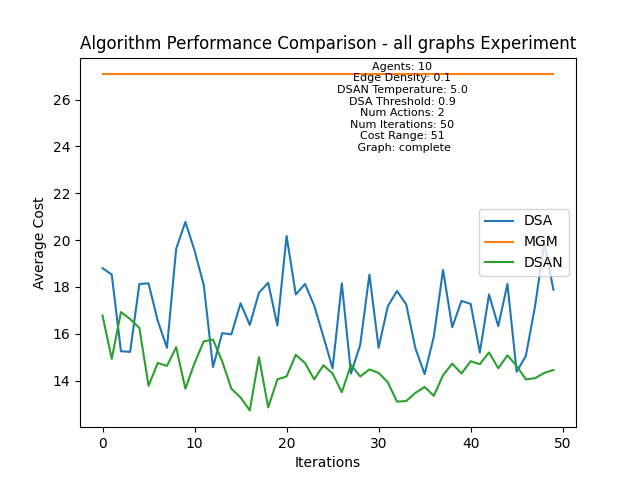 Algorithm Performance Comparison - all graphs Experiment
Agents: 10
Edge Density: 0.1
DSAN Temperature: 5.0
DSA Threshold: 0.9
Num Actions: 2
Num Iterations: 50
Cost Range: 51
Graph: complete
26
24
22
20
18
16
14
Average Cost
DSA
MGM
DSAN
0
10
20
30
40
50
Iterations